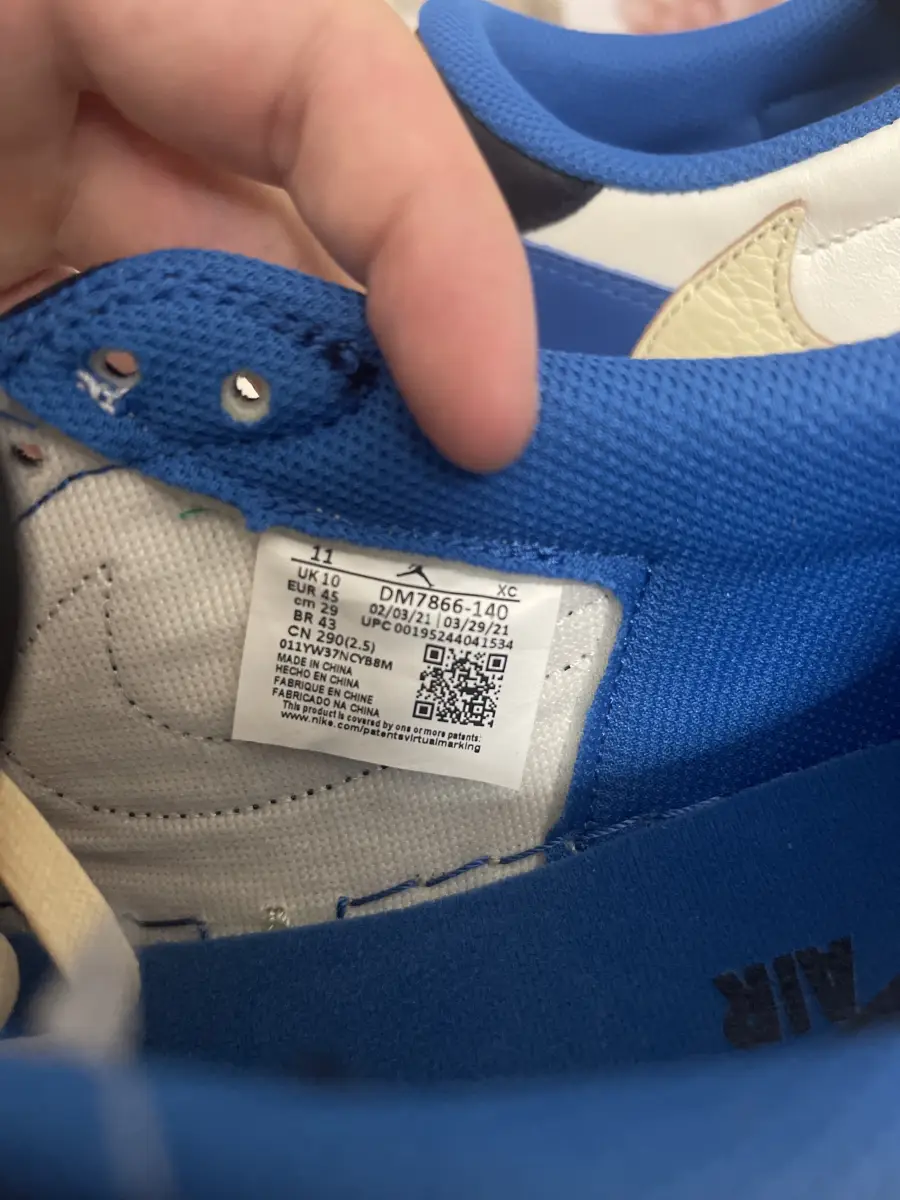 11
XC
UK 10
EUR 45
cm 29
BR 43
CN 290(2.5)
DM7866-140
02/03/21 | 03/29/21
UPC 00195244041534
011YW37NCYB8M
MADE IN CHINA
HECHO EN CHINA
FABRIQUE EN CHINE
FABRICADO NA CHINA
This product is covered by one or more patents:
www.nike.com/patentsvirtualmarking
AIR